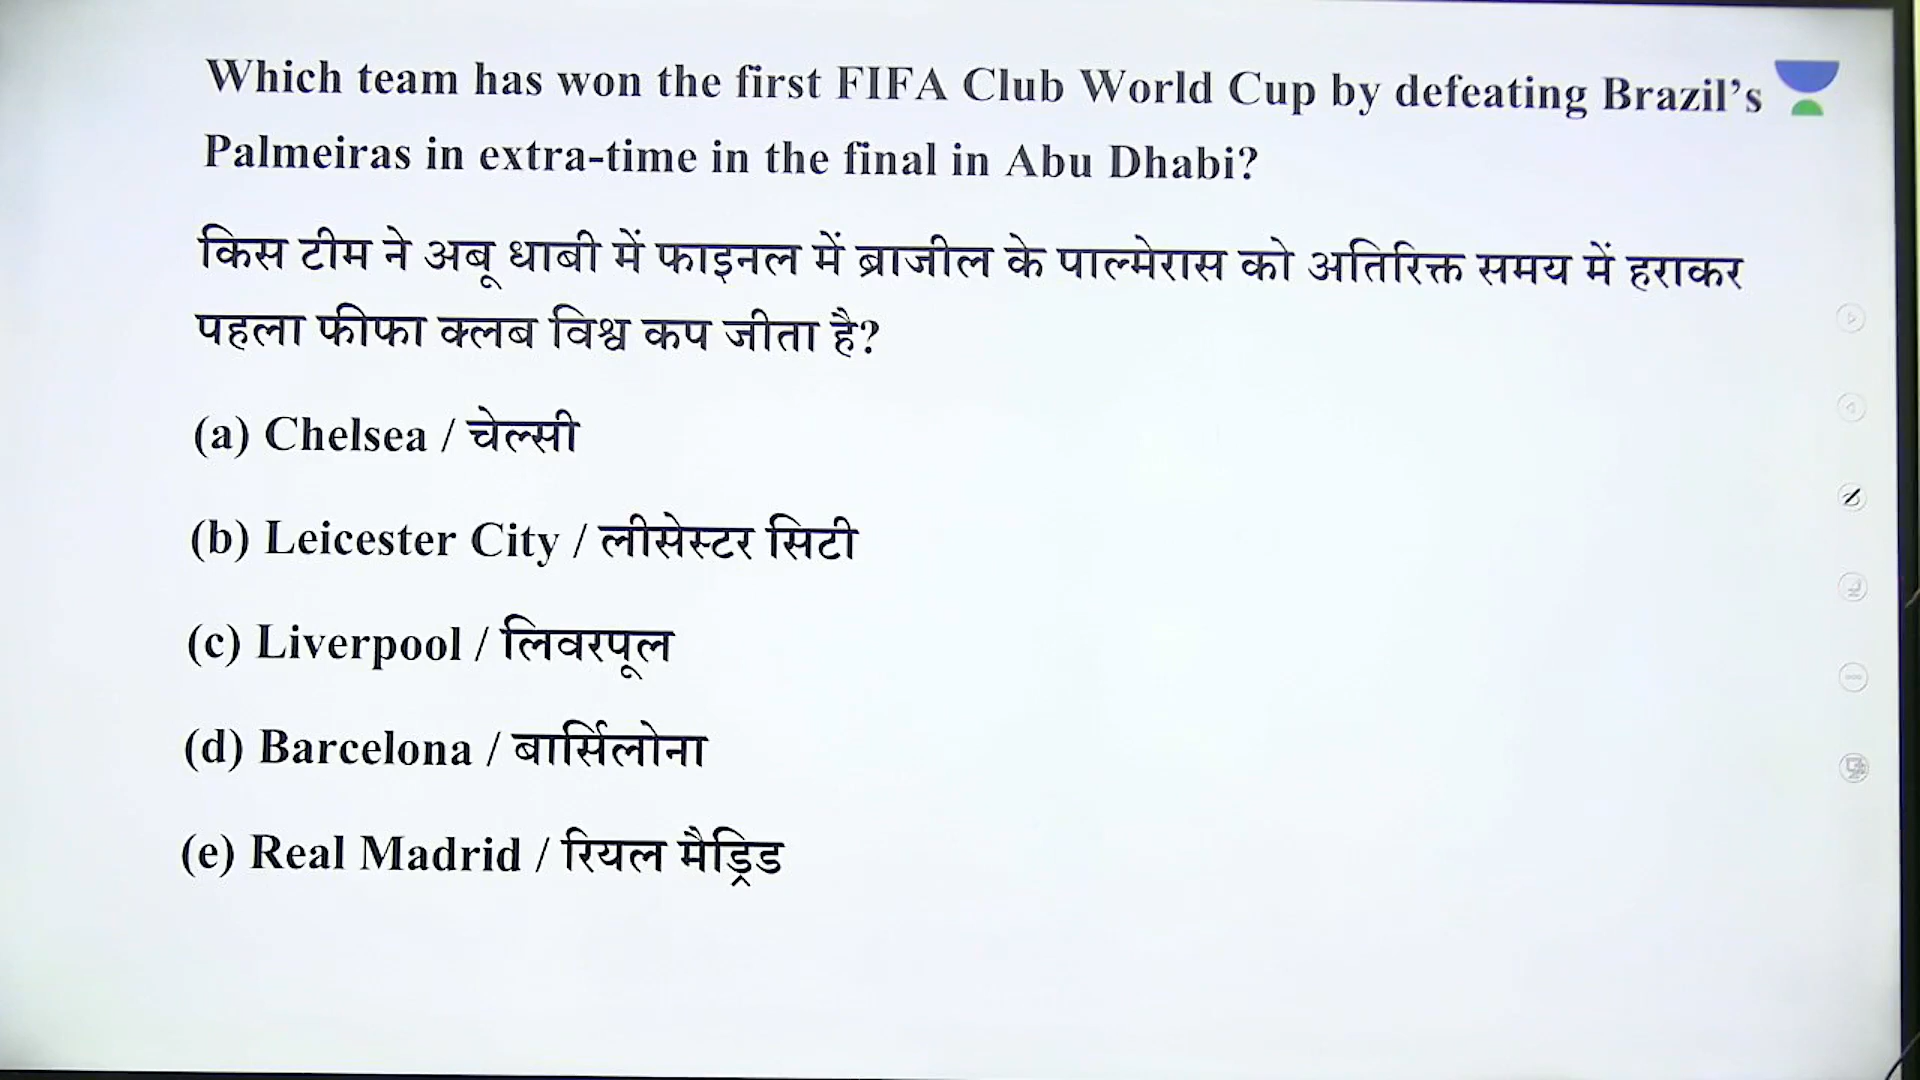 Which team has won the first FIFA Club World Cup by defeating Brazil's
Palmeiras in extra-time in the final in Abu Dhabi?
किस टीम ने अबू धाबी में फाइनल में ब्राजील के पाल्मेरास को अतिरिक्त समय में हराकर
पहला फीफा क्लब विश्व कप जीता है?
(a) Chelsea / चेल्सी
(b) Leicester City / लीसेस्टर सिटी
(c) Liverpool / लिवरपूल
(d) Barcelona / बार्सिलोना
(e) Real Madrid / रियल मैड्रिड